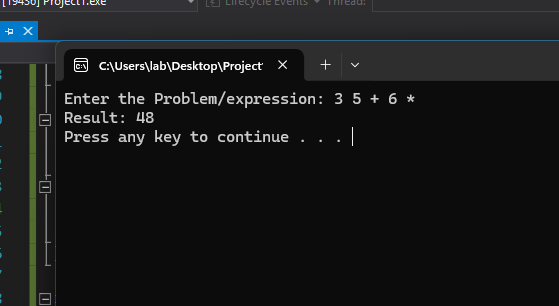 [19436] Project1.exe
Lifecycle Events
Thread:
C:\Users\lab\Desktop\Project
Enter the Problem/expression: 3 5 + 6 *
Result: 48
Press any key to continue . . .